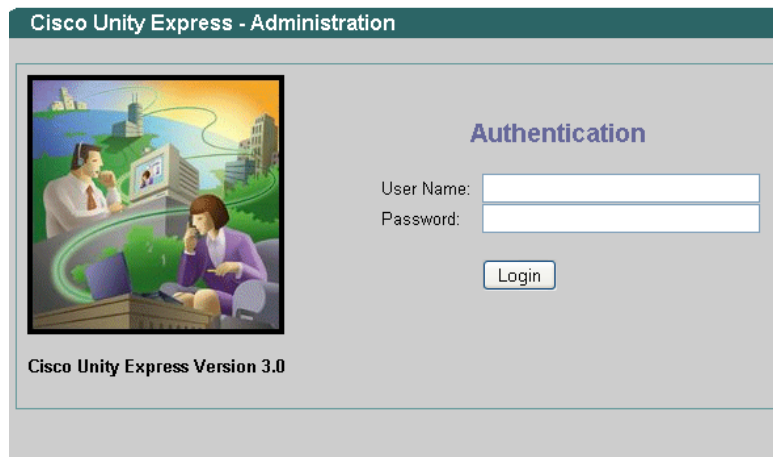 Cisco Unity Express - Administration
Authentication
User Name:
Password:
Login
Cisco Unity Express Version 3.0